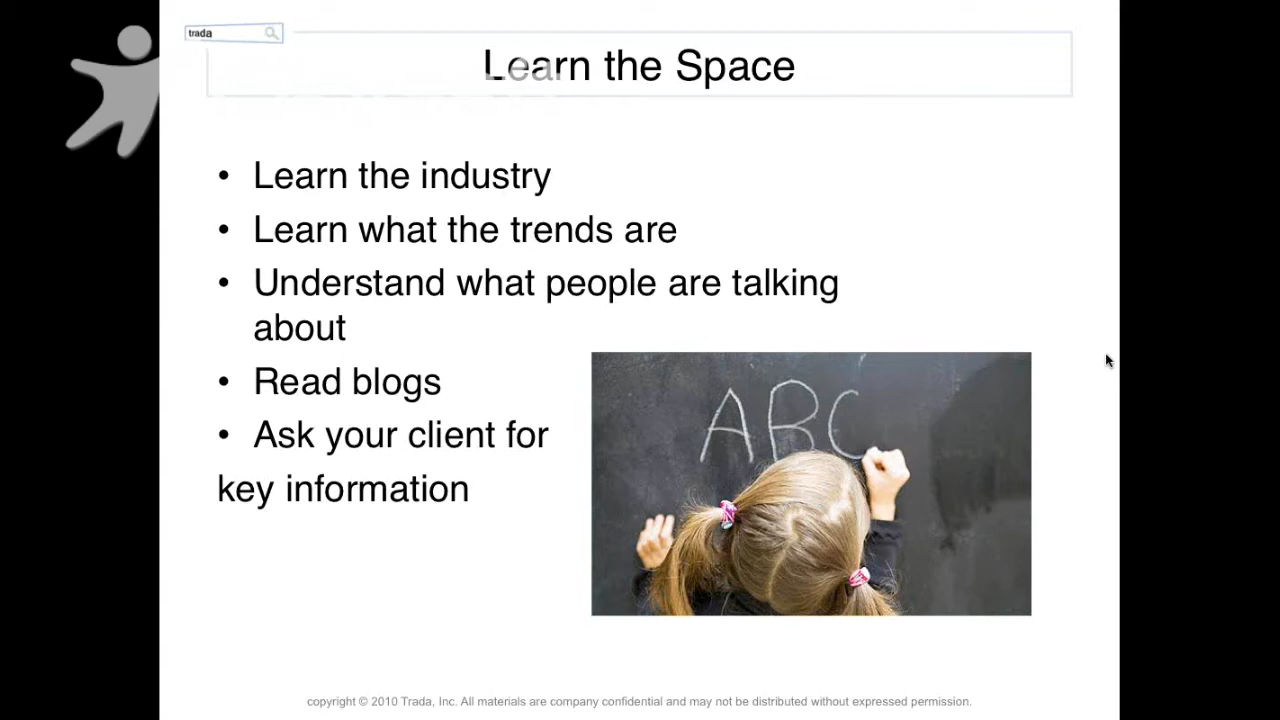 trada
Learn the Space
• Learn the industry
• Learn what the trends are
• Understand what people are talking
about
• Read blogs
• Ask your client for
key information
ABC
copyright © 2010 Trada, Inc. All materials are company confidential and may not be distributed without expressed permission.